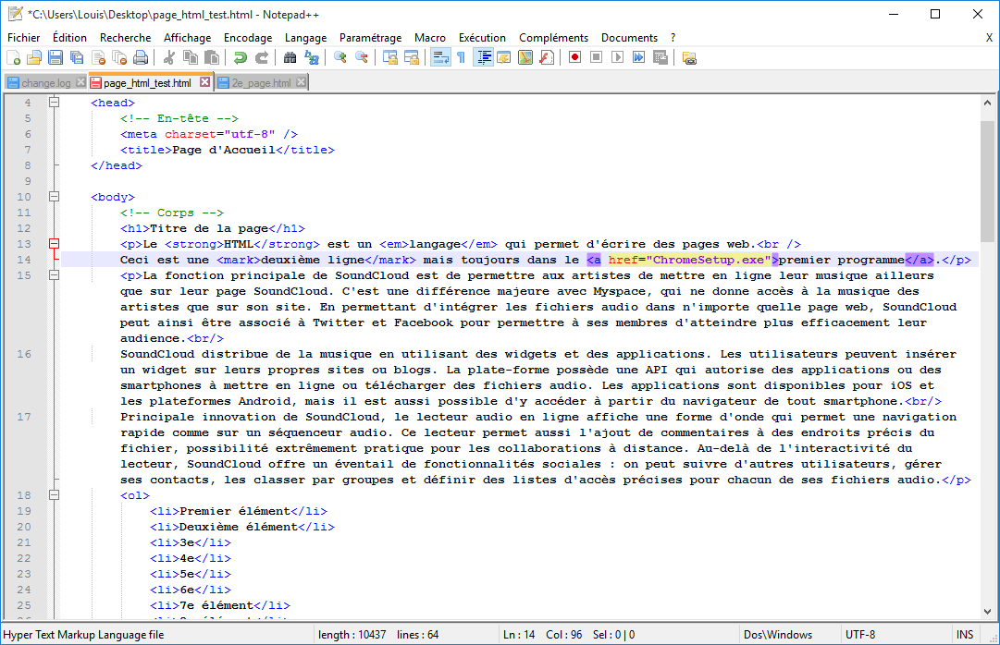 *C:\Users\Louis\Desktop\page_html_test.html - Notepad++
Fichier Édition Recherche Affichage Encodage Langage Paramétrage Macro Exécution Compléments Documents ? X
change.log page_html_test.html 2e_page.html
4 <head>
5 <!-- En-tête -->
6 <meta charset="utf-8" />
7 <title>Page d'Accueil</title>
8 </head>
9
10 <body>
11 <!-- Corps -->
12 <h1>Titre de la page</h1>
13 <p>Le <strong>HTML</strong> est un <em>langage</em> qui permet d'écrire des pages web.<br />
14 Ceci est une <mark>deuxième ligne</mark> mais toujours dans le <a href="ChromeSetup.exe">premier programme</a>.</p>
15 <p>La fonction principale de SoundCloud est de permettre aux artistes de mettre en ligne leur musique ailleurs
que sur leur page SoundCloud. C'est une différence majeure avec Myspace, qui ne donne accès à la musique des
artistes que sur son site. En permettant d'intégrer les fichiers audio dans n'importe quelle page web, SoundCloud
peut ainsi être associé à Twitter et Facebook pour permettre à ses membres d'atteindre plus efficacement leur
audience.<br/>
16 SoundCloud distribue de la musique en utilisant des widgets et des applications. Les utilisateurs peuvent insérer
un widget sur leurs propres sites ou blogs. La plate-forme possède une API qui autorise des applications ou des
smartphones à mettre en ligne ou télécharger des fichiers audio. Les applications sont disponibles pour iOS et
les plateformes Android, mais il est aussi possible d'y accéder à partir du navigateur de tout smartphone.<br/>
17 Principale innovation de SoundCloud, le lecteur audio en ligne affiche une forme d'onde qui permet une navigation
rapide comme sur un séquenceur audio. Ce lecteur permet aussi l'ajout de commentaires à des endroits précis du
fichier, possibilité extrêmement pratique pour les collaborations à distance. Au-delà de l'interactivité du
lecteur, SoundCloud offre un éventail de fonctionnalités sociales : on peut suivre d'autres utilisateurs, gérer
ses contacts, les classer par groupes et définir des listes d'accès précises pour chacun de ses fichiers audio.</p>
18 <ol>
19 <li>Premier élément</li>
20 <li>Deuxième élément</li>
21 <li>3e</li>
22 <li>4e</li>
23 <li>5e</li>
24 <li>6e</li>
25 <li>7e élément</li>
Hyper Text Markup Language file length : 10437 lines : 64 Ln : 14 Col : 96 Sel : 0 | 0 Dos\Windows UTF-8 INS